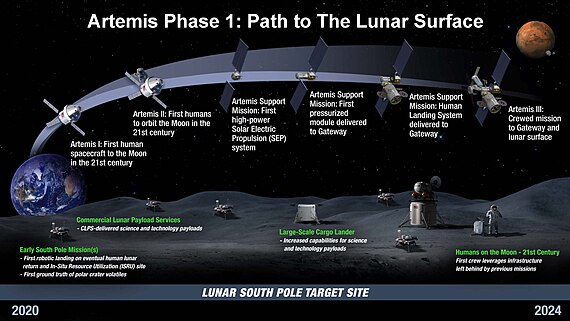 Artemis Phase 1: Path to The Lunar Surface
Artemis I: First human
spacecraft to the Moon
in the 21st century
Artemis II: First humans
to orbit the Moon in the
21st century
Artemis Support
Mission: First
high-power
Solar Electric
Propulsion (SEP)
system
Artemis Support
Mission: First
pressurized
module delivered
to Gateway
Artemis Support
Mission: Human
Landing System
delivered to
Gateway
Artemis III:
Crewed mission
to Gateway and
lunar surface
Commercial Lunar Payload Services
- CLPS-delivered science and technology payloads
Early South Pole Mission(s)
- First robotic landing on eventual human lunar
return and In-Situ Resource Utilization (ISRU) site
- First ground truth of polar crater volatiles
Large-Scale Cargo Lander
- Increased capabilities for science
and technology payloads
Humans on the Moon - 21st Century
First crew leverages infrastructure
left behind by previous missions
LUNAR SOUTH POLE TARGET SITE
2020
2024